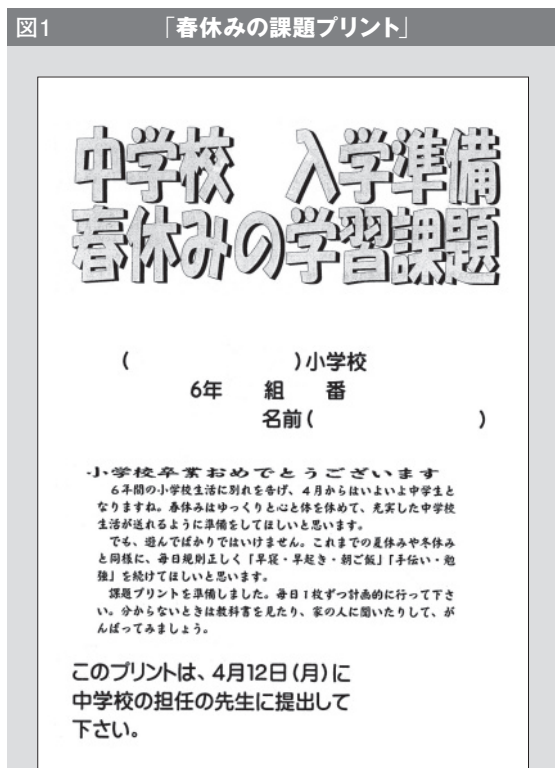 図1 「春休みの課題プリント」
中学校 入学準備
春休みの学習課題
( )小学校
6年 組 番
名前( )
小学校卒業おめでとうございます
6年間の小学校生活に別れを告げ、4月からはいよいよ中学生と
なりますね。春休みはゆっくりと心と体を休めて、充実した中学校
生活が送れるように準備をしてほしいと思います。
でも、遊んでばかりではいけません。これまでの夏休みや冬休み
と同様に、毎日規則正しく「早寝・早起き・朝ご飯」「手伝い・勉
強」を続けてほしいと思います。
課題プリントを準備しました。毎日1枚ずつ計画的に行って下さ
い。分からないときは教科書を見たり、家の人に聞いたりして、が
んばってみましょう。
このプリントは、4月12日(月)に
中学校の担任の先生に提出して
下さい。